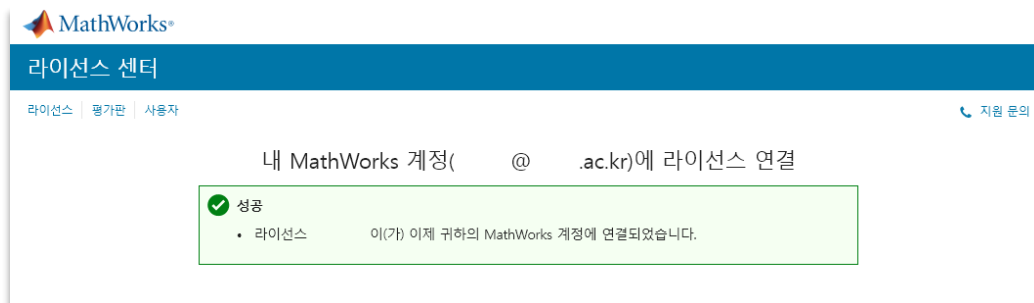 MathWorks®
라이선스 센터
라이선스 평가판 사용자 지원 문의
내 MathWorks 계정( @ .ac.kr)에 라이선스 연결
성공
• 라이선스 이(가) 이제 귀하의 MathWorks 계정에 연결되었습니다.